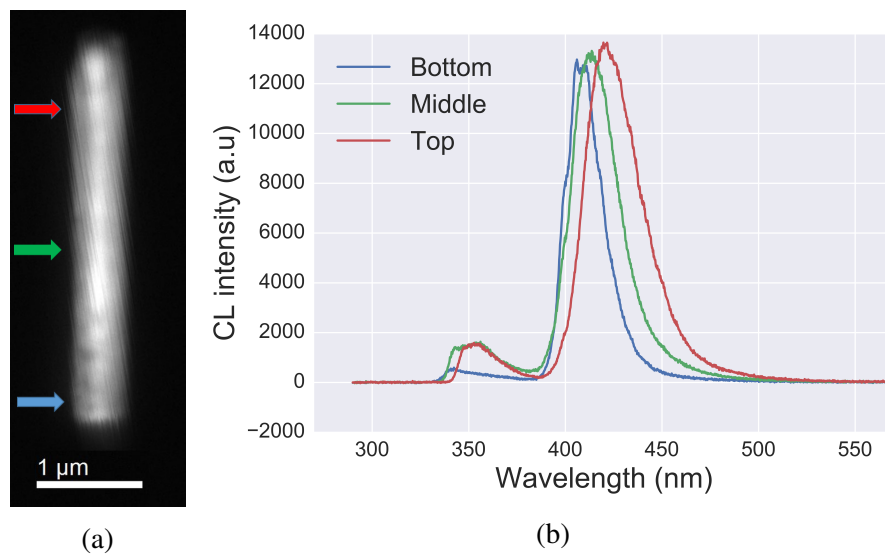 1 µm
(a)
14000
12000
10000
8000
6000
4000
2000
0
−2000
CL intensity (a.u)
Bottom
Middle
Top
300 350 400 450 500 550
Wavelength (nm)
(b)